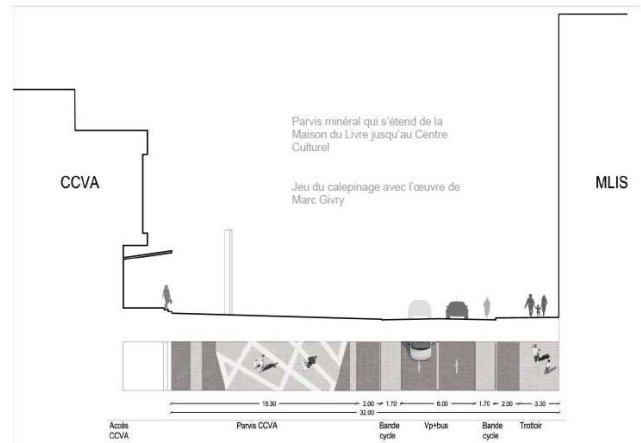 Parvis minéral qui s'étend de la
Maison du Livre jusqu'au Centre
Culturel
Jeu du calepinage avec l'œuvre de
Marc Givry
CCVA
MLIS
15.30
2.00
1.70
6.00
1.70
2.00
3.30
32.00
Accès
CCVA
Parvis CCVA
Bande
cycle
Vp+bus
Bande
cycle
Trottoir